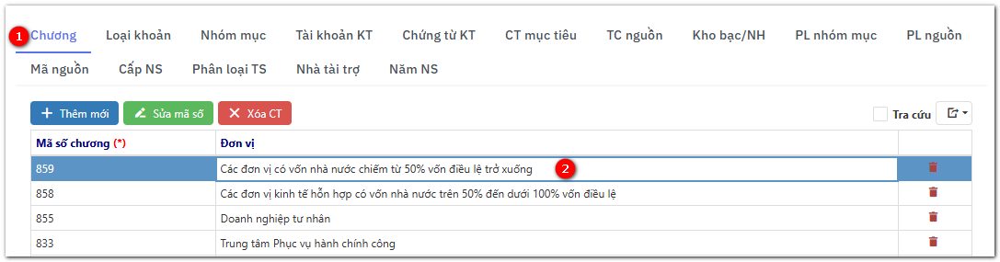 1 Chương Loại khoản Nhóm mục Tài khoản KT Chứng từ KT CT mục tiêu TC nguồn Kho bạc/NH PL nhóm mục PL nguồn
Mã nguồn Cấp NS Phân loại TS Nhà tài trợ Năm NS
Thêm mới Sửa mã số Xóa CT Tra cứu
Mã số chương (*) Đơn vị
859 Các đơn vị có vốn nhà nước chiếm từ 50% vốn điều lệ trở xuống 2
858 Các đơn vị kinh tế hỗn hợp có vốn nhà nước trên 50% đến dưới 100% vốn điều lệ
855 Doanh nghiệp tư nhân
833 Trung tâm Phục vụ hành chính công